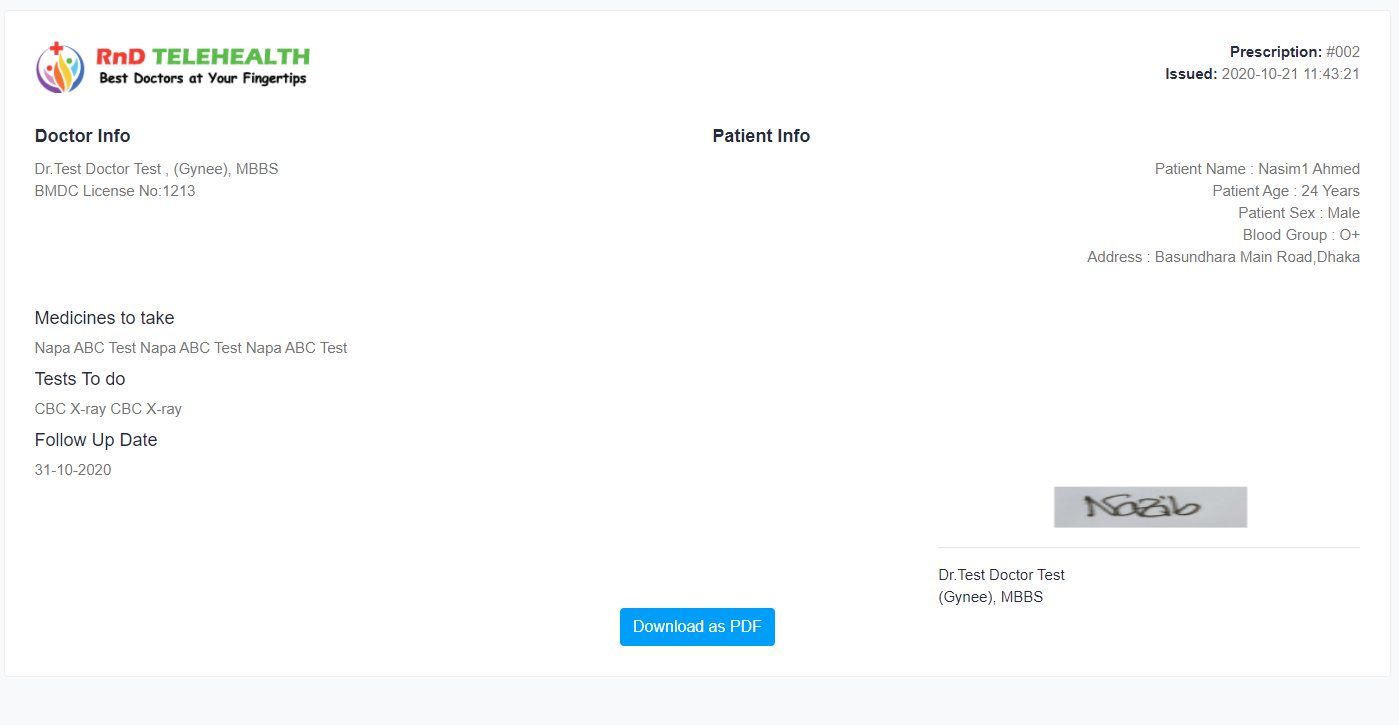 RnD TELEHEALTH
Best Doctors at Your Fingertips
Prescription: #002
Issued: 2020-10-21 11:43:21
Doctor Info
Dr.Test Doctor Test , (Gynee), MBBS
BMDC License No:1213
Patient Info
Patient Name : Nasim1 Ahmed
Patient Age : 24 Years
Patient Sex : Male
Blood Group : O+
Address : Basundhara Main Road,Dhaka
Medicines to take
Napa ABC Test Napa ABC Test Napa ABC Test
Tests To do
CBC X-ray CBC X-ray
Follow Up Date
31-10-2020
Nazib
Dr.Test Doctor Test
(Gynee), MBBS
Download as PDF